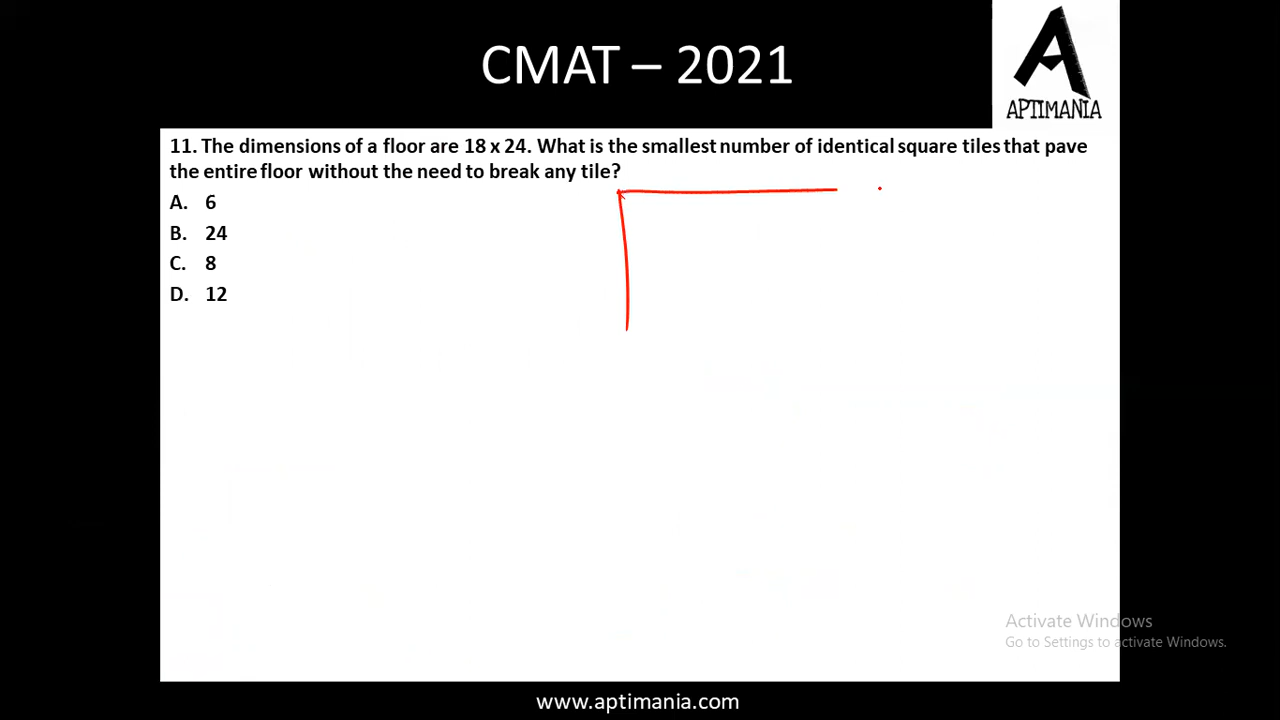 CMAT – 2021
APTIMANIA
11. The dimensions of a floor are 18 x 24. What is the smallest number of identical square tiles that pave
the entire floor without the need to break any tile?
A. 6
B. 24
C. 8
D. 12
Activate Windows
Go to Settings to activate Windows.
www.aptimania.com